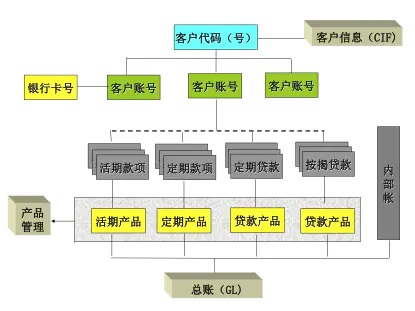 客户代码（号）
客户信息（CIF)
银行卡号
客户账号
客户账号
客户账号
活期款项
定期款项
定期贷款
按揭贷款
内部帐
产品
管理
活期产品
定期产品
贷款产品
贷款产品
总账（GL)